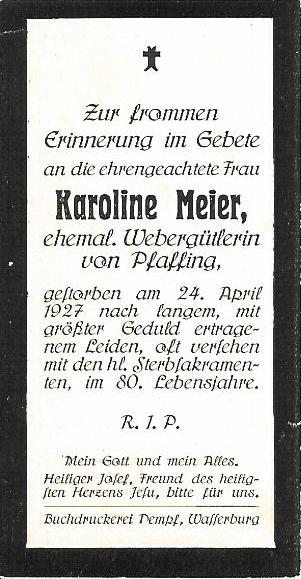 Zur frommen
Erinnerung im Gebete
an die ehrengeachtete Frau
Karoline Meier,
ehemal. Webergütlerin
von Pfaffing,
gestorben am 24. April
1927 nach langem, mit
größter Geduld ertrage-
nem Leiden, oft versehen
mit den hl. Sterbsakramen-
ten, im 80. Lebensjahre.
R. I. P.
Mein Gott und mein Alles.
Heiliger Josef, Freund des heilig-
sten Herzens Jesu, bitte für uns.
Buchdruckerei Dempf, Wasserburg